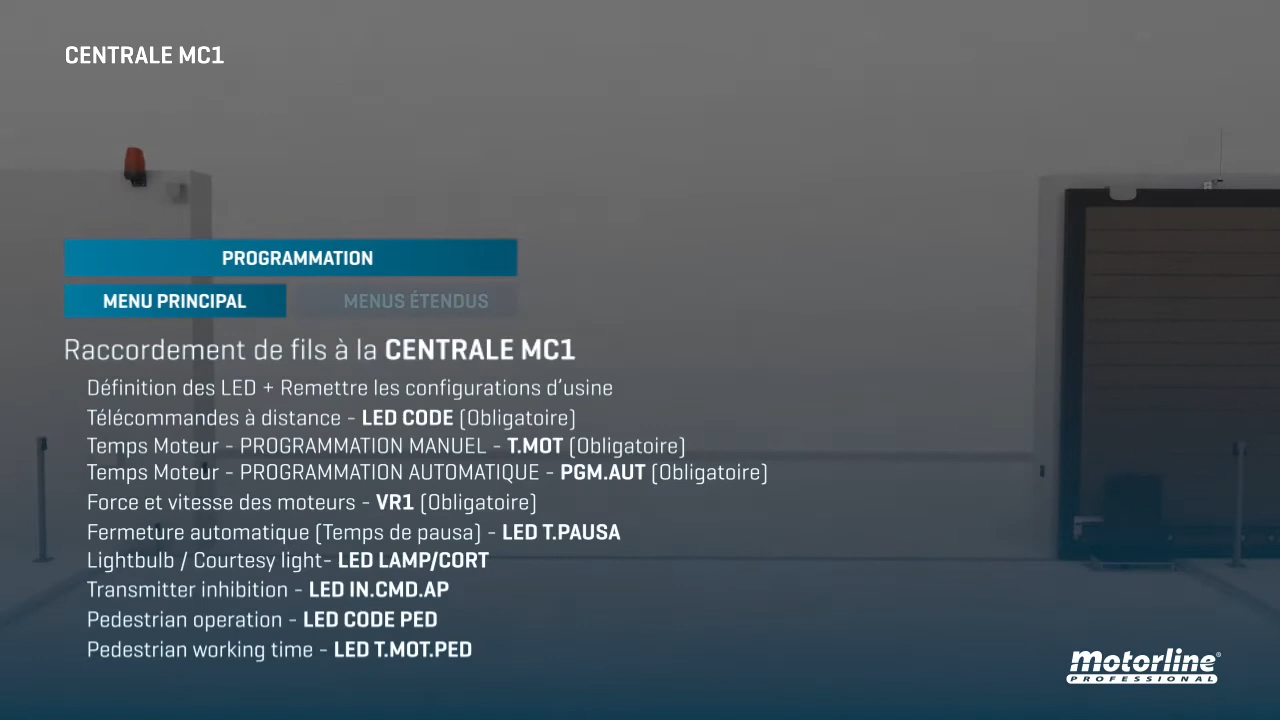 CENTRALE MC1
PROGRAMMATION
MENU PRINCIPAL
MENUS ÉTENDUS
Raccordement de fils à la CENTRALE MC1
Définition des LED + Remettre les configurations d’usine
Télécommandes à distance - LED CODE (Obligatoire)
Temps Moteur - PROGRAMMATION MANUEL - T.MOT (Obligatoire)
Temps Moteur - PROGRAMMATION AUTOMATIQUE - PGM.AUT (Obligatoire)
Force et vitesse des moteurs - VR1 (Obligatoire)
Fermeture automatique (Temps de pausa) - LED T.PAUSA
Lightbulb / Courtesy light- LED LAMP/CORT
Transmitter inhibition - LED IN.CMD.AP
Pedestrian operation - LED CODE PED
Pedestrian working time - LED T.MOT.PED
motorline®
PROFESSIONAL